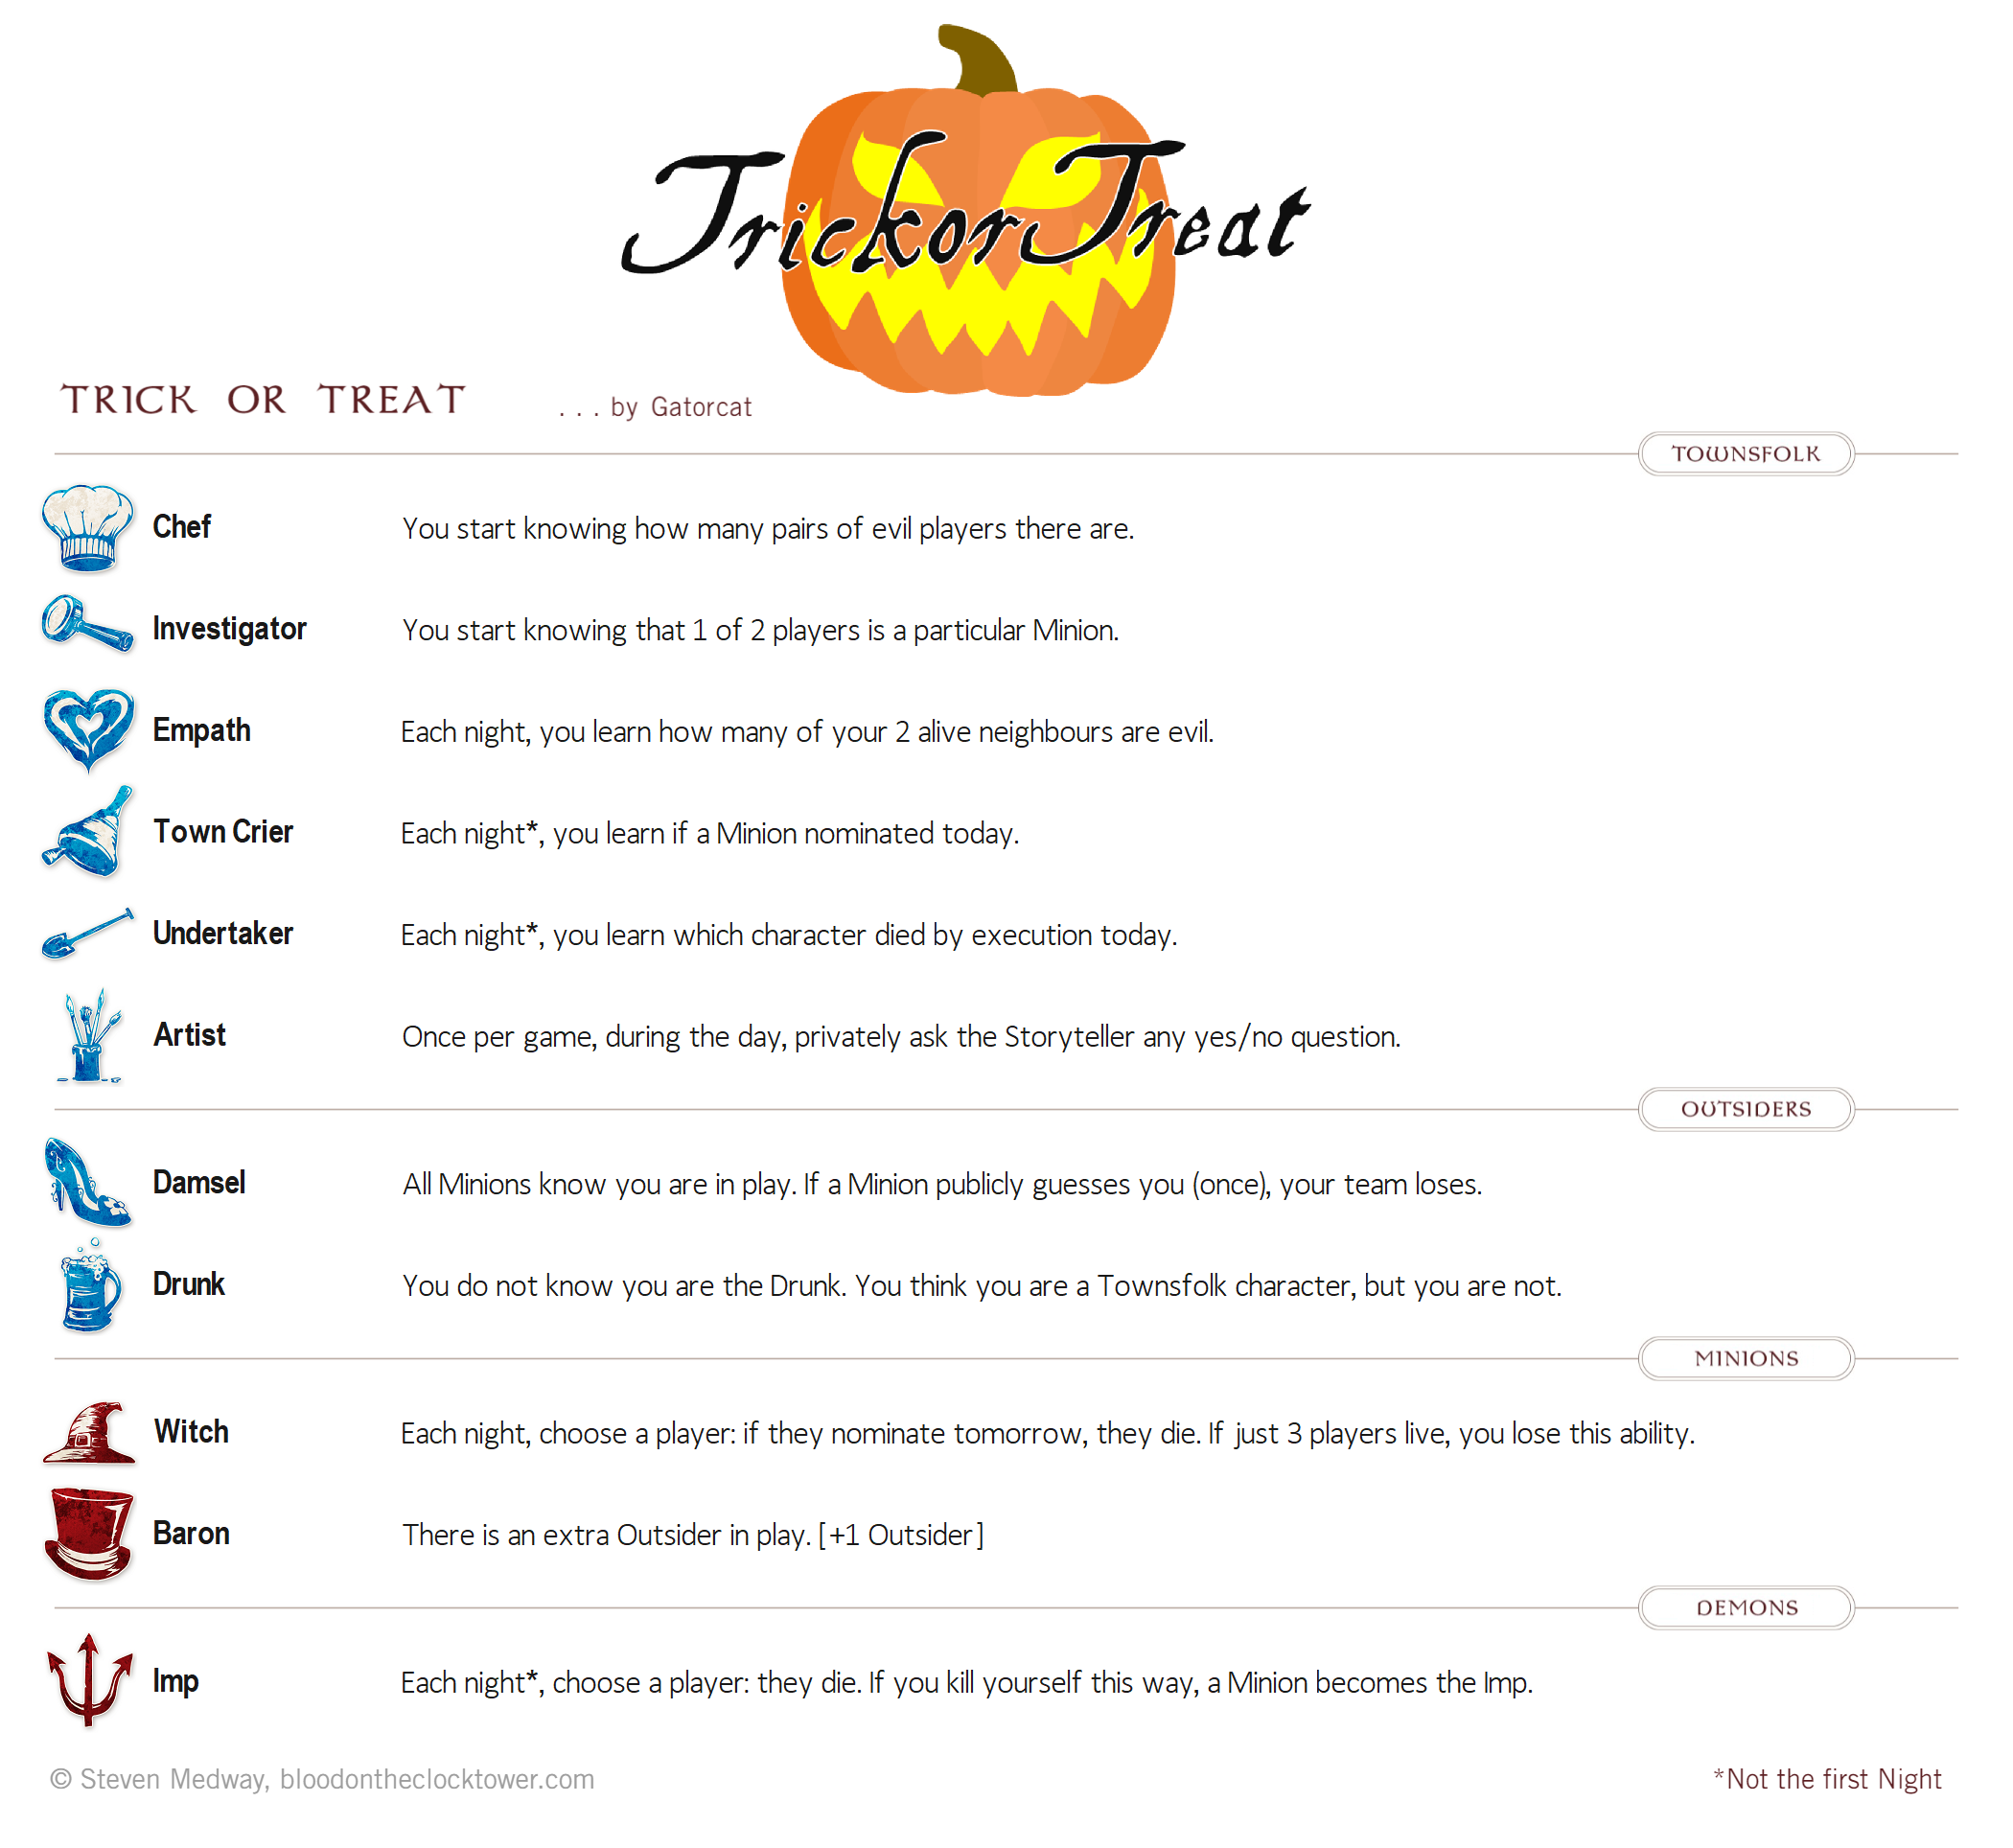 Trick or Treat
TRICK OR TREAT . . . by Gatorcat
TOWNSFOLK
Chef You start knowing how many pairs of evil players there are.
Investigator You start knowing that 1 of 2 players is a particular Minion.
Empath Each night, you learn how many of your 2 alive neighbours are evil.
Town Crier Each night*, you learn if a Minion nominated today.
Undertaker Each night*, you learn which character died by execution today.
Artist Once per game, during the day, privately ask the Storyteller any yes/no question.
OUTSIDERS
Damsel All Minions know you are in play. If a Minion publicly guesses you (once), your team loses.
Drunk You do not know you are the Drunk. You think you are a Townsfolk character, but you are not.
MINIONS
Witch Each night, choose a player: if they nominate tomorrow, they die. If just 3 players live, you lose this ability.
Baron There is an extra Outsider in play. [+1 Outsider]
DEMONS
Imp Each night*, choose a player: they die. If you kill yourself this way, a Minion becomes the Imp.
© Steven Medway, bloodontheclocktower.com *Not the first Night